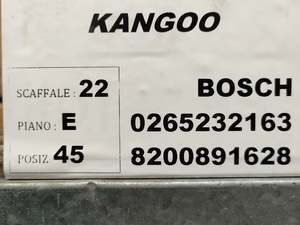 KANGOO
SCAFFALE : 22
PIANO : E
POSIZ 45
BOSCH
0265232163
8200891628